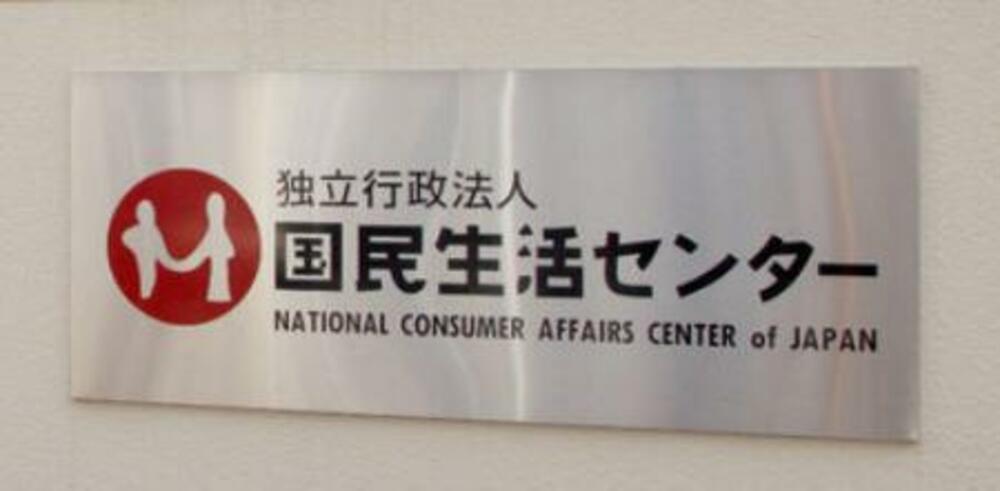 独立行政法人
国民生活センター
NATIONAL CONSUMER AFFAIRS CENTER of JAPAN